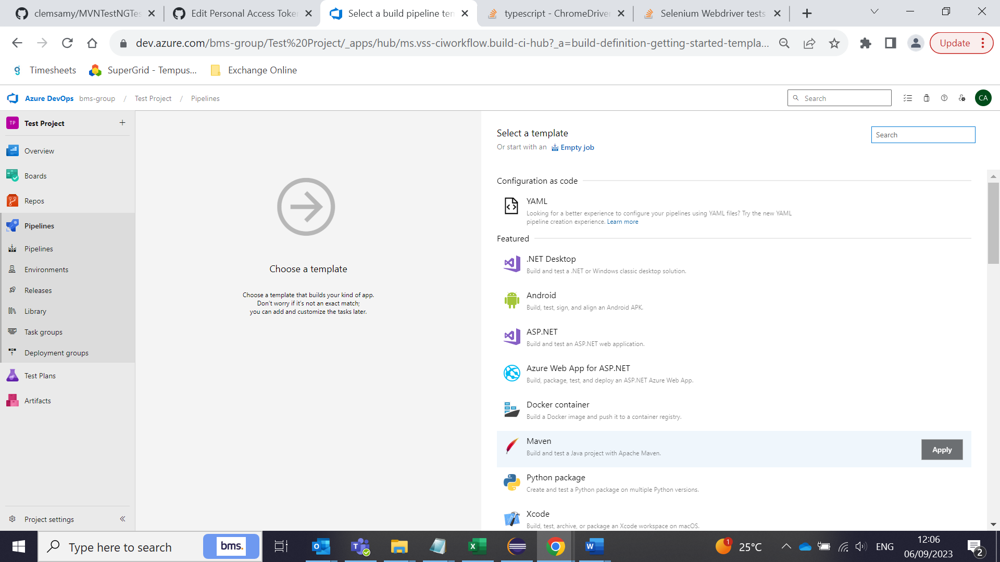 clemsamy/MVNTestNGTes
Edit Personal Access Token
Select a build pipeline tem
typescript - ChromeDriver
Selenium Webdriver tests
dev.azure.com/bms-group/Test%20Project/_apps/hub/ms.vss-ciworkflow.build-ci-hub?_a=build-definition-getting-started-templa...
Update
Timesheets
SuperGrid - Tempus...
Exchange Online
Azure DevOps bms-group / Test Project / Pipelines
Search
CA
TP Test Project +
Overview
Boards
Repos
Pipelines
Pipelines
Environments
Releases
Library
Task groups
Deployment groups
Test Plans
Artifacts
Project settings
Choose a template
Choose a template that builds your kind of app.
Don't worry if it's not an exact match;
you can add and customize the tasks later.
Select a template
Search
Or start with an Empty job
Configuration as code
YAML
Looking for a better experience to configure your pipelines using YAML files? Try the new YAML
pipeline creation experience. Learn more
Featured
.NET Desktop
Build and test a .NET or Windows classic desktop solution.
Android
Build, test, sign, and align an Android APK.
ASP.NET
Build and test an ASP.NET web application.
Azure Web App for ASP.NET
Build, package, test, and deploy an ASP.NET Azure Web App.
Docker container
Build a Docker image and push it to a container registry.
Maven
Build and test a Java project with Apache Maven.
Apply
Python package
Create and test a Python package on multiple Python versions.
Xcode
Build, test, archive, or package an Xcode workspace on macOS.
Type here to search
bms.
1
25°C
ENG
12:06
06/09/2023
2